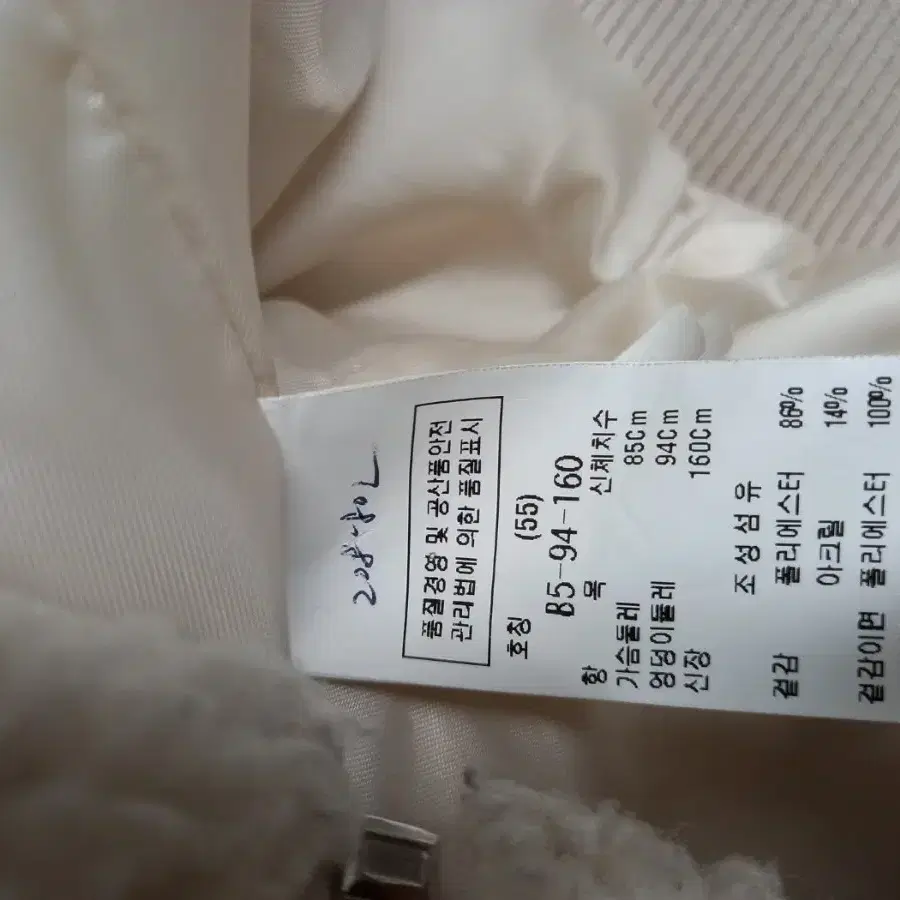 품질경영 및 공산품안전
관리법에 의한 품질표시
호칭 (55)
85-94-160
항 목 신체치수
가슴둘레 85Cm
엉덩이둘레 94Cm
신장 160Cm
조성섬유
겉감 폴리에스터 86%
아크릴 14%
겉감이면 폴리에스터 100%